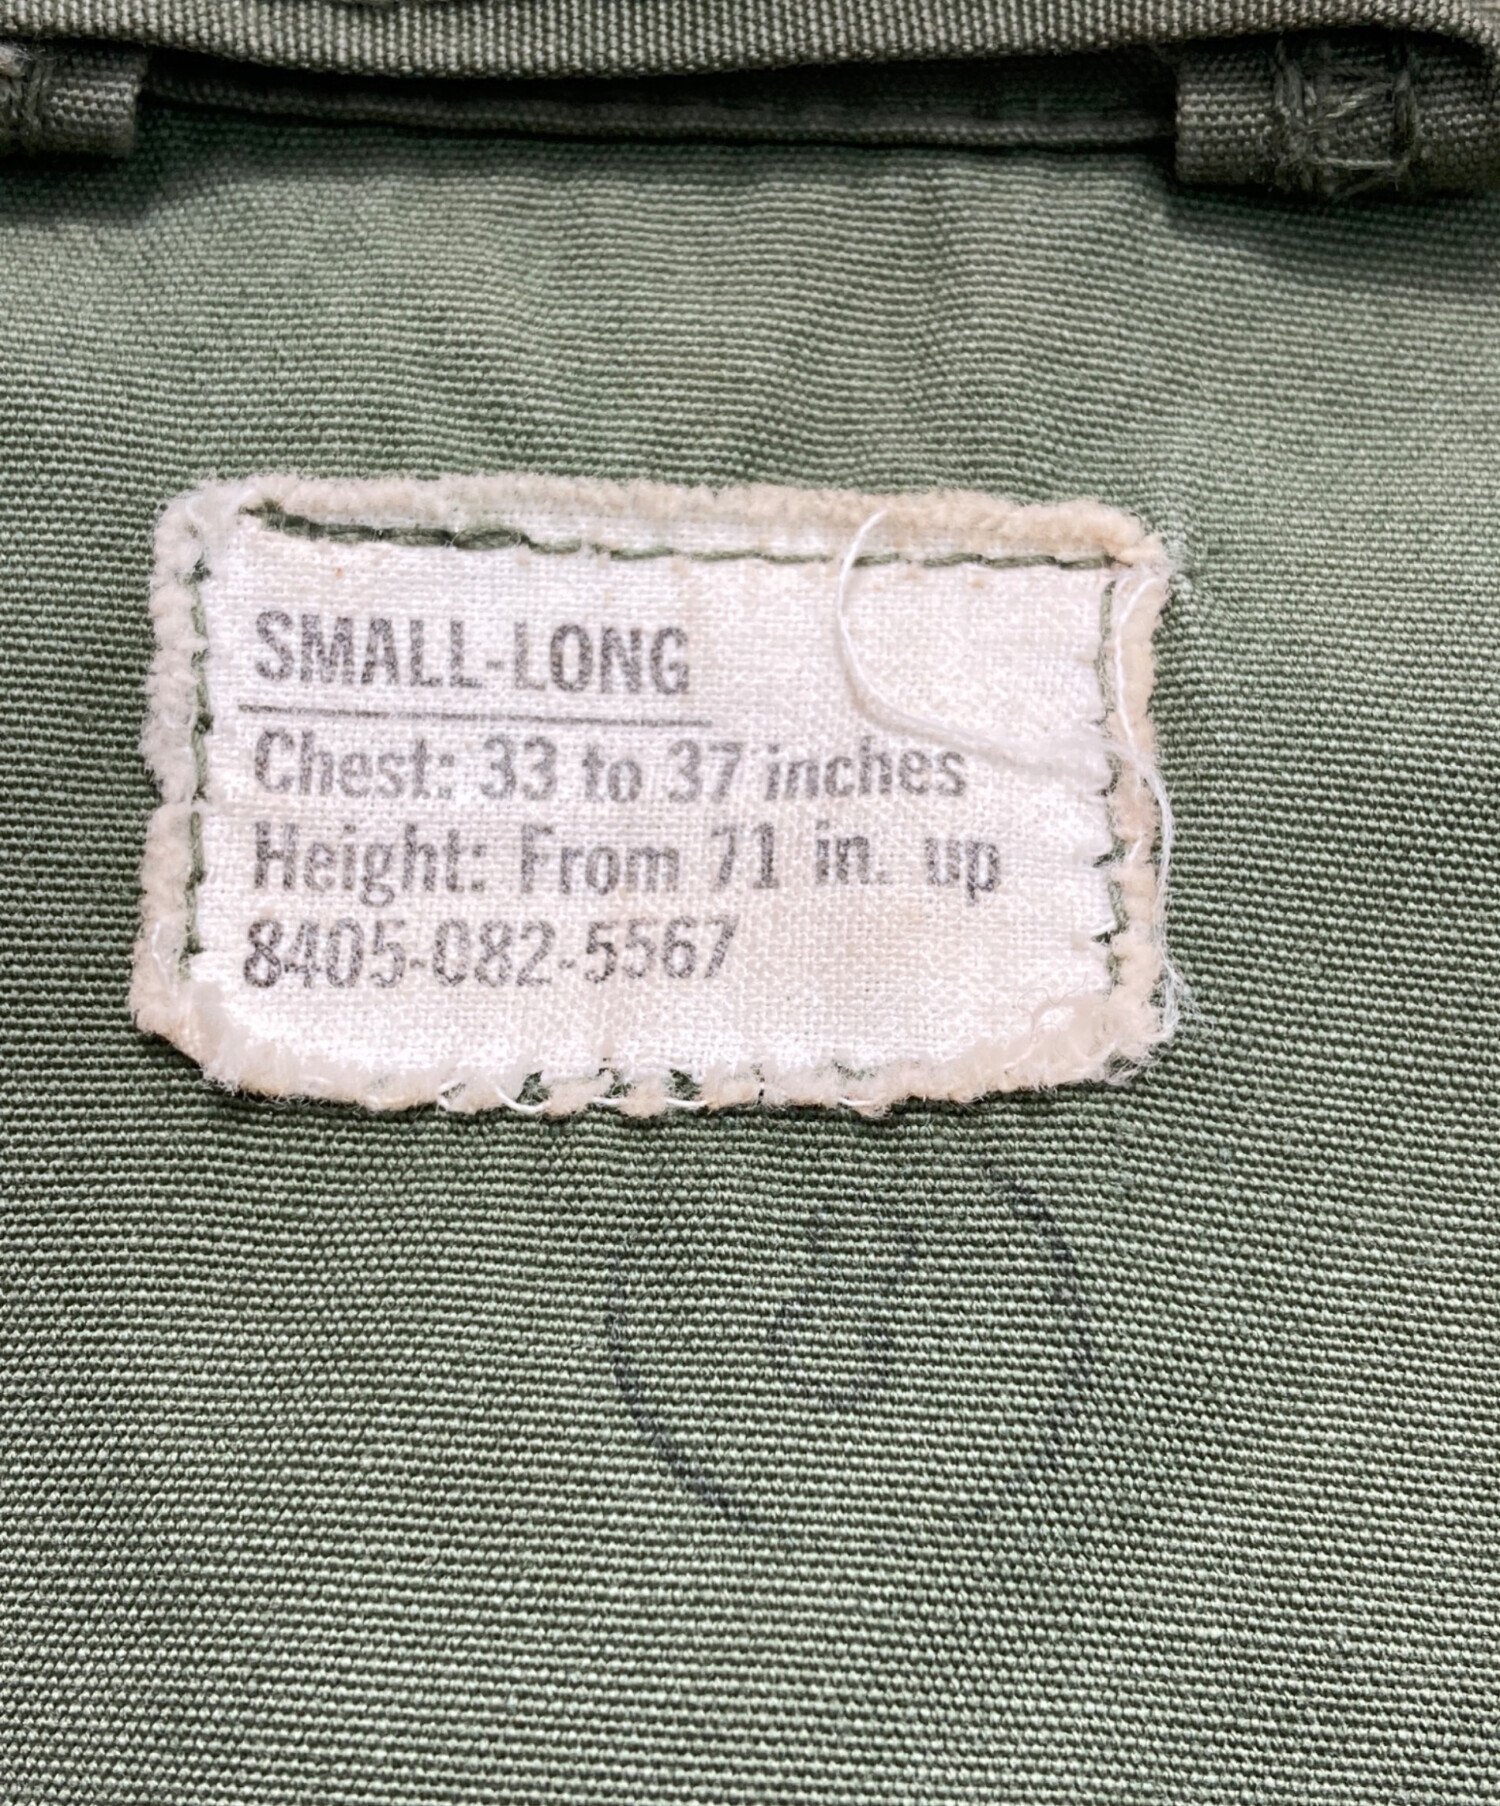 SMALL-LONG
Chest: 33 to 37 inches
Height: From 71 in. up
8405-082-5567